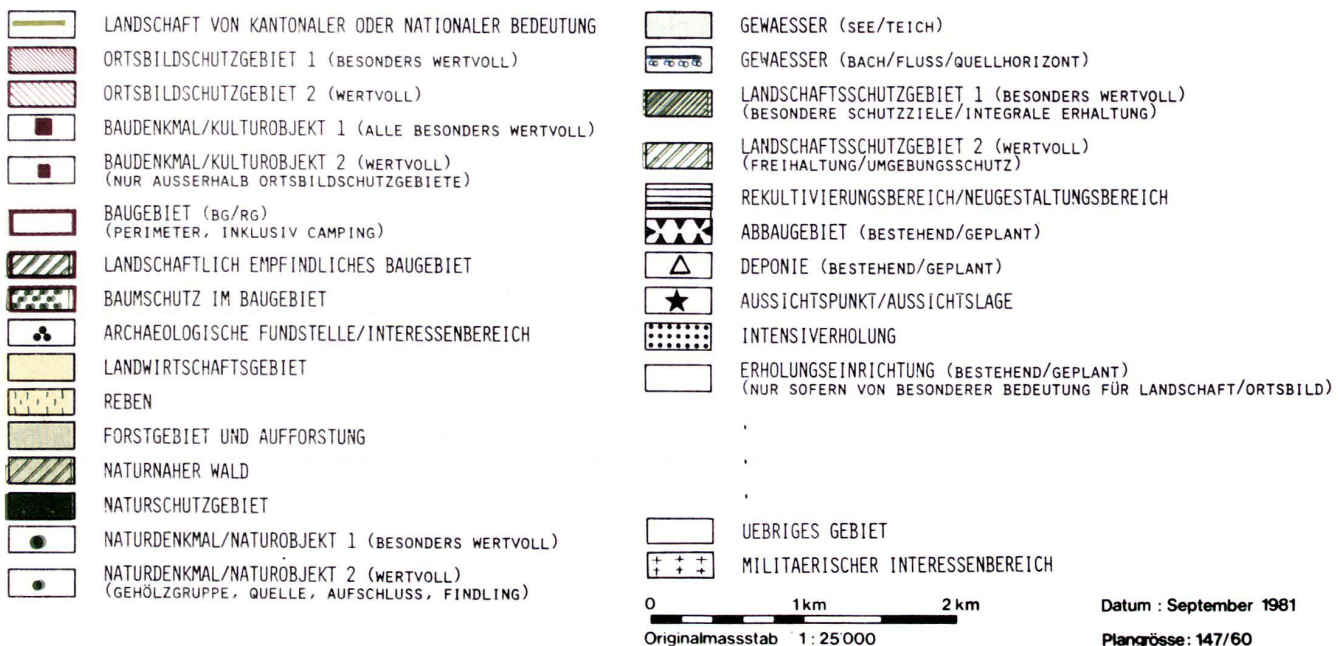 LANDSCHAFT VON KANTONALER ODER NATIONALER BEDEUTUNG
ORTSBILDSCHUTZGEBIET 1 (BESONDERS WERTVOLL)
ORTSBILDSCHUTZGEBIET 2 (WERTVOLL)
BAUDENKMAL/KULTUROBJEKT 1 (ALLE BESONDERS WERTVOLL)
BAUDENKMAL/KULTUROBJEKT 2 (WERTVOLL)
(NUR AUSSERHALB ORTSBILDSCHUTZGEBIETE)
BAUGEBIET (BG/RG)
(PERIMETER, INKLUSIV CAMPING)
LANDSCHAFTLICH EMPFINDLICHES BAUGEBIET
BAUMSCHUTZ IM BAUGEBIET
ARCHAEOLOGISCHE FUNDSTELLE/INTERESSENBEREICH
LANDWIRTSCHAFTSGEBIET
REBEN
FORSTGEBIET UND AUFFORSTUNG
NATURNAHER WALD
NATURSCHUTZGEBIET
NATURDENKMAL/NATUROBJEKT 1 (BESONDERS WERTVOLL)
NATURDENKMAL/NATUROBJEKT 2 (WERTVOLL)
(GEHÖLZGRUPPE, QUELLE, AUFSCHLUSS, FINDLING)
GEWAESSER (SEE/TEICH)
GEWAESSER (BACH/FLUSS/QUELLHORIZONT)
LANDSCHAFTSSCHUTZGEBIET 1 (BESONDERS WERTVOLL)
(BESONDERE SCHUTZZIELE/INTEGRALE ERHALTUNG)
LANDSCHAFTSSCHUTZGEBIET 2 (WERTVOLL)
(FREIHALTUNG/UMGEBUNGSSCHUTZ)
REKULTIVIERUNGSBEREICH/NEUGESTALTUNGSBEREICH
ABBAUGEBIET (BESTEHEND/GEPLANT)
DEPONIE (BESTEHEND/GEPLANT)
AUSSICHTSPUNKT/AUSSICHTSLAGE
INTENSIVERHOLUNG
ERHOLUNGSEINRICHTUNG (BESTEHEND/GEPLANT)
(NUR SOFERN VON BESONDERER BEDEUTUNG FÜR LANDSCHAFT/ORTSBILD)
UEBRIGES GEBIET
MILITAERISCHER INTERESSENBEREICH
0 1km 2km
Originalmassstab 1:25'000
Datum : September 1981
Plangrösse: 147/60